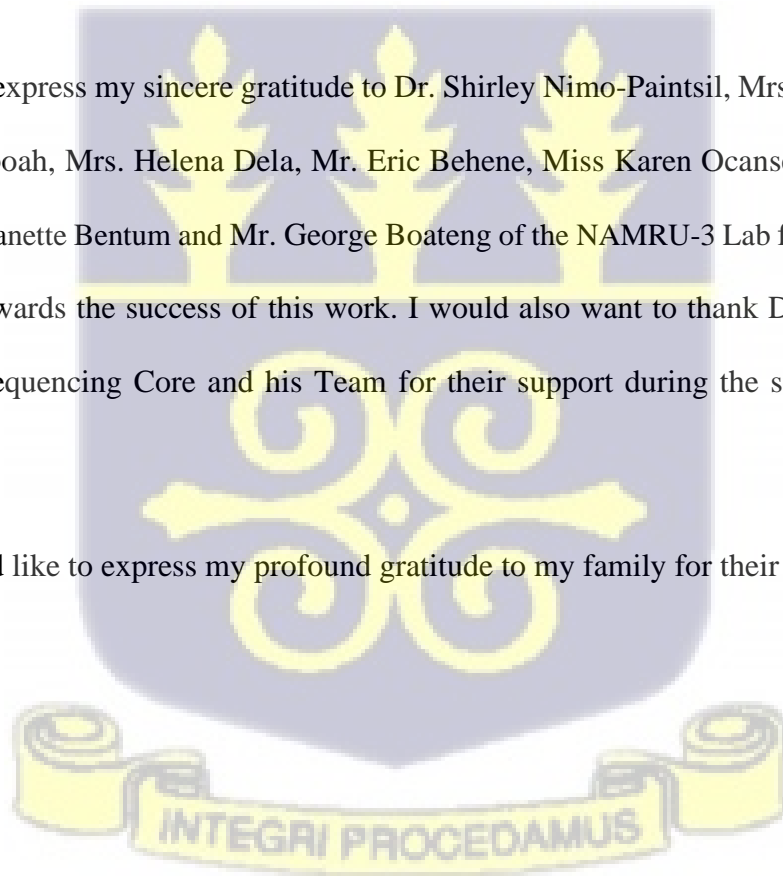 express my sincere gratitude to Dr. Shirley Nimo-Paintsil, Mrs
boah, Mrs. Helena Dela, Mr. Eric Behene, Miss Karen Ocans
anette Bentum and Mr. George Boateng of the NAMRU-3 Lab f
wards the success of this work. I would also want to thank D
equencing Core and his Team for their support during the s
l like to express my profound gratitude to my family for their
INTEGRI PROCEDAMUS